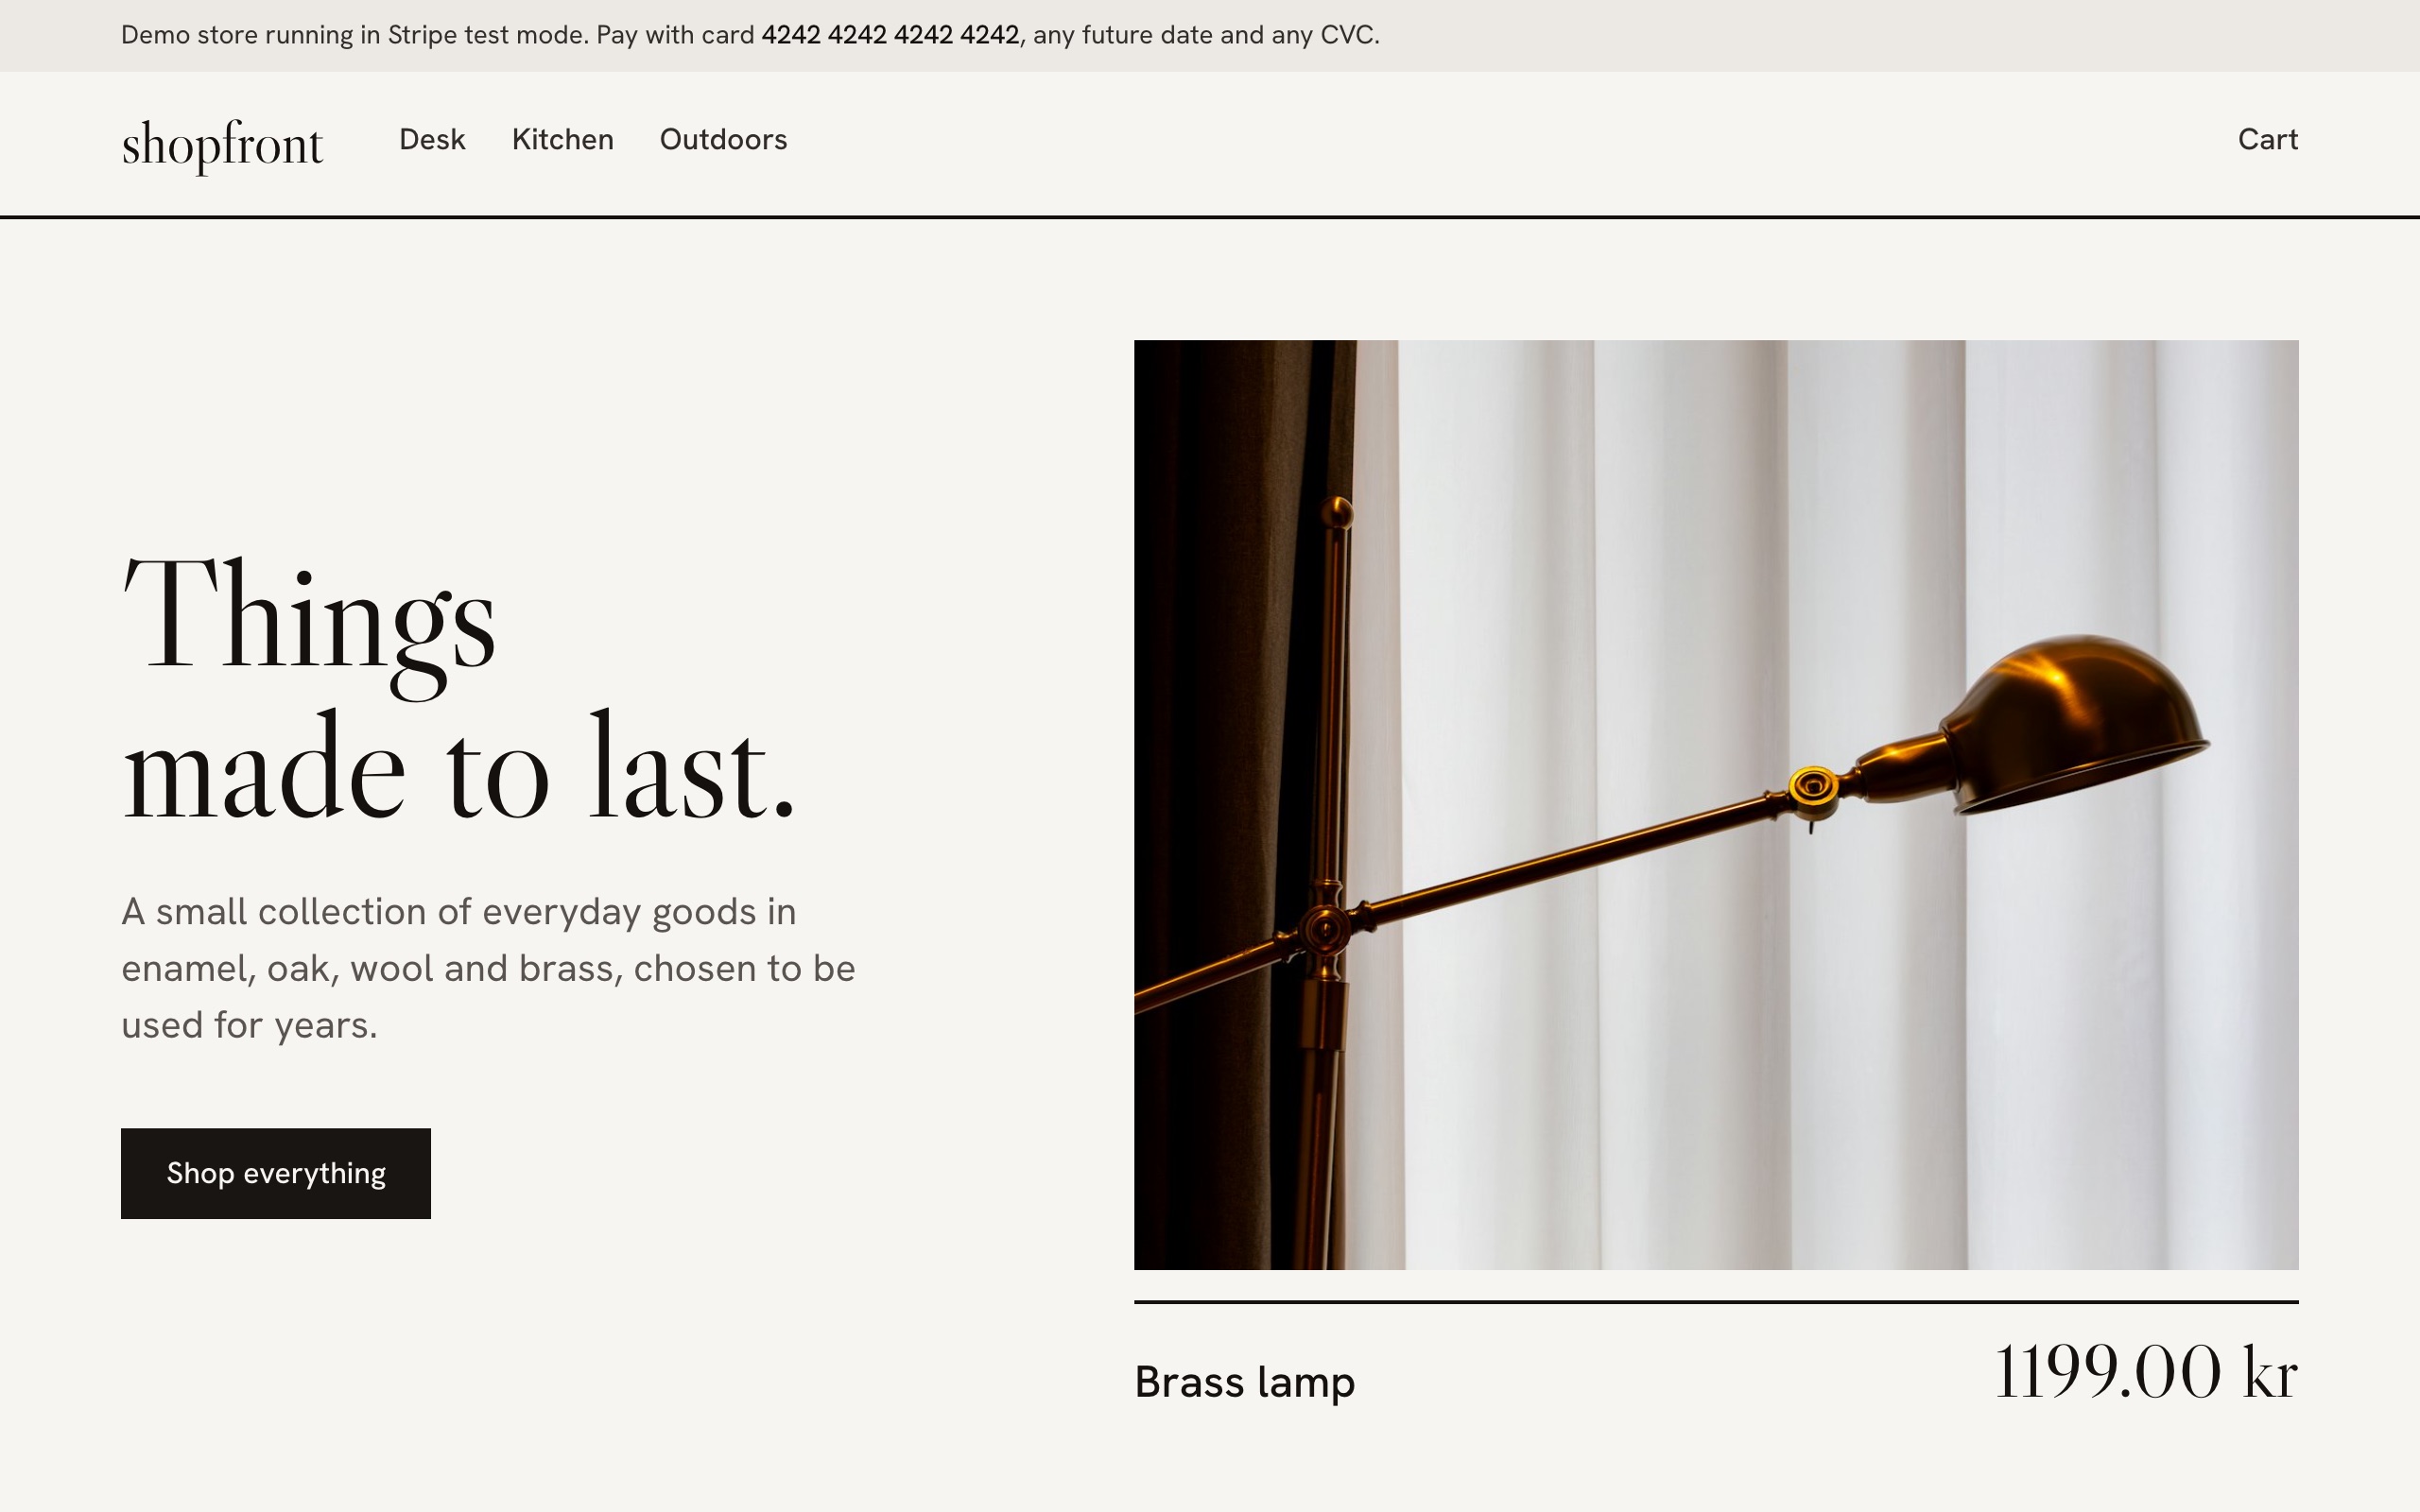 Demo store running in Stripe test mode. Pay with card 4242 4242 4242 4242, any future date and any CVC.
shopfront
Desk
Kitchen
Outdoors
Cart
Things
made to last.
A small collection of everyday goods in
enamel, oak, wool and brass, chosen to be
used for years.
Shop everything
Brass lamp
1199.00 kr